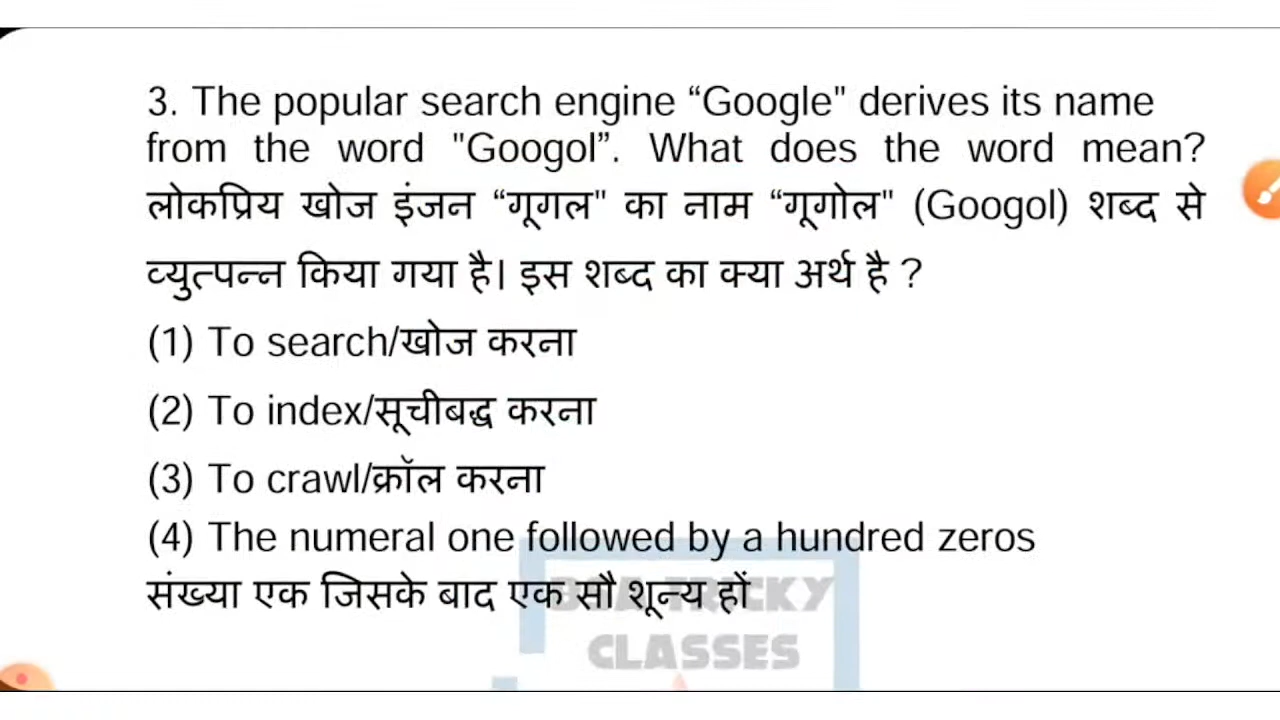 3. The popular search engine “Google" derives its name
from the word "Googol”. What does the word mean?
लोकप्रिय खोज इंजन “गूगल" का नाम “गूगोल" (Googol) शब्द से
व्युत्पन्न किया गया है। इस शब्द का क्या अर्थ है ?
(1) To search/खोज करना
(2) To index/सूचीबद्ध करना
(3) To crawl/क्रॉल करना
(4) The numeral one followed by a hundred zeros
संख्या एक जिसके बाद एक सौ शून्य हों
TRICKY
CLASSES